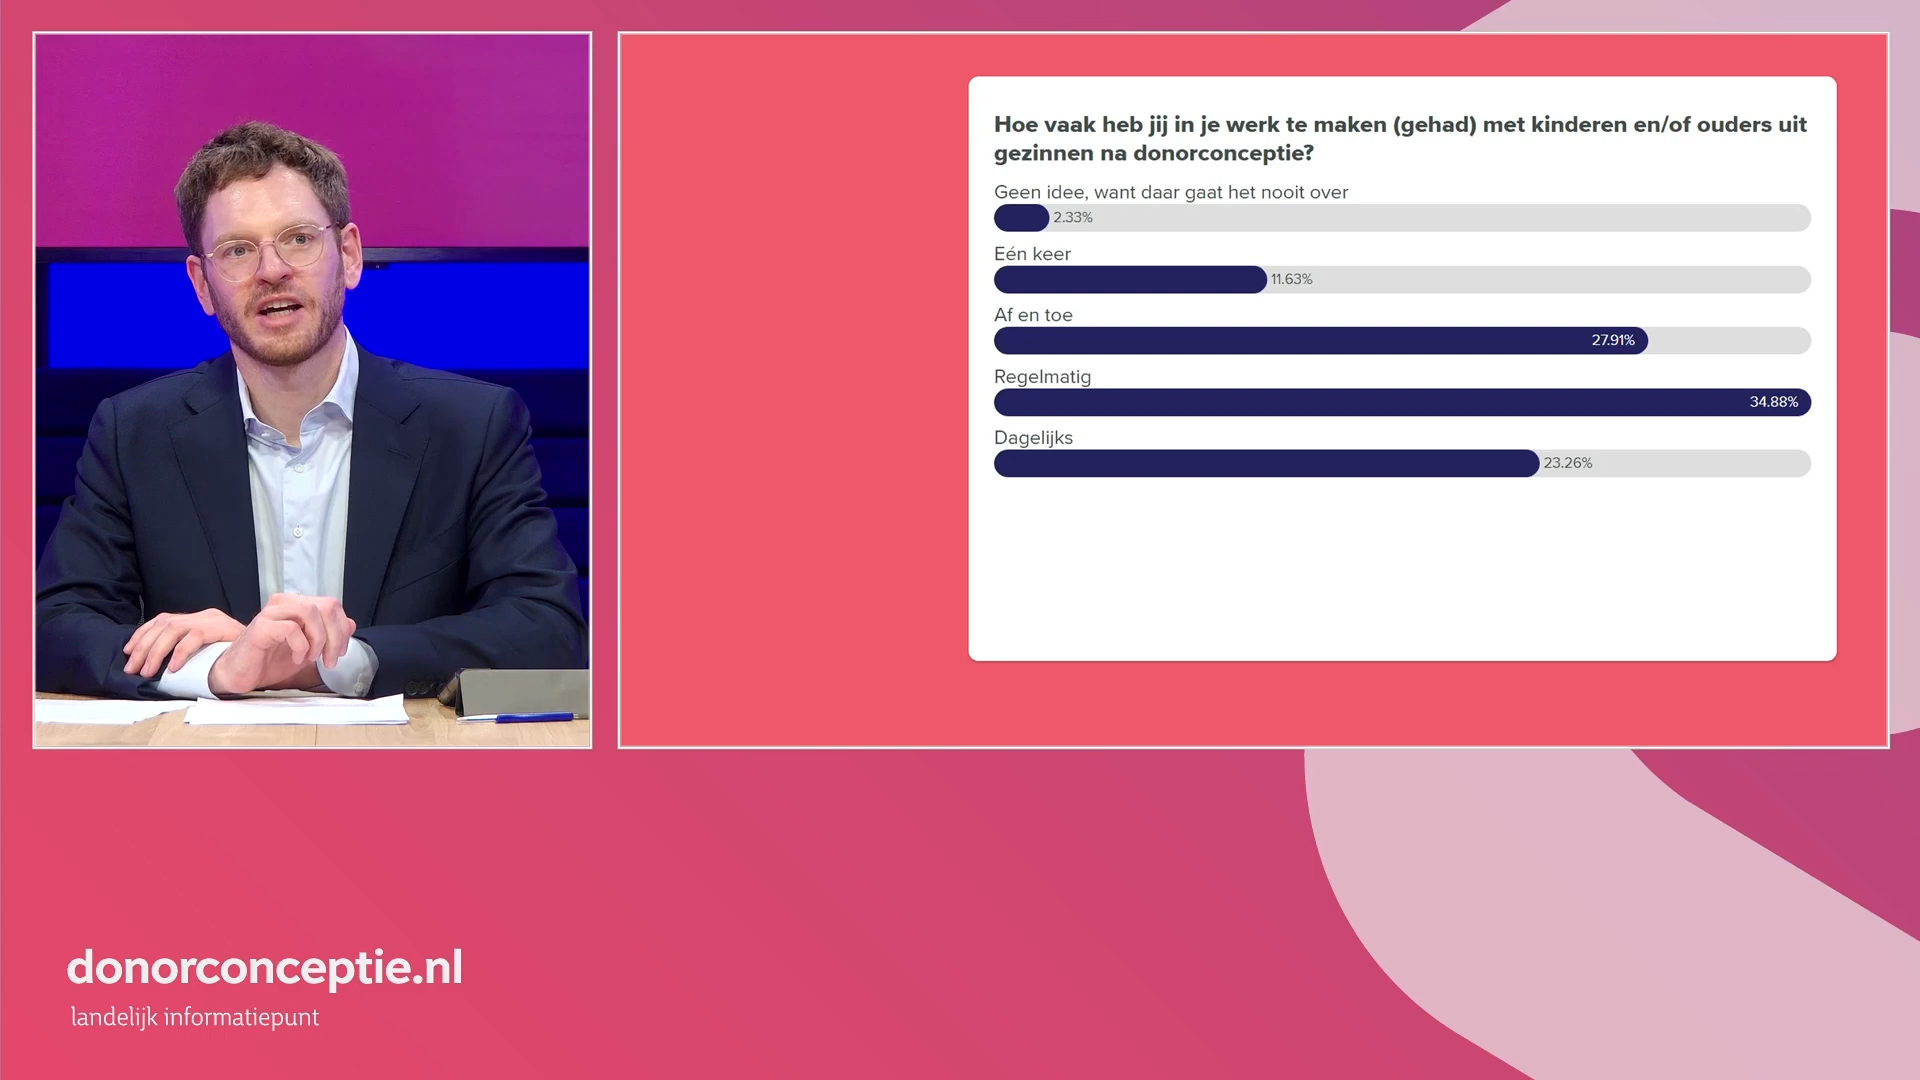 Hoe vaak heb jij in je werk te maken (gehad) met kinderen en/of ouders uit
gezinnen na donorconceptie?
Geen idee, want daar gaat het nooit over
2.33%
Eén keer
11.63%
Af en toe
27.91%
Regelmatig
34.88%
Dagelijks
23.26%
donorconceptie.nl
landelijk informatiepunt